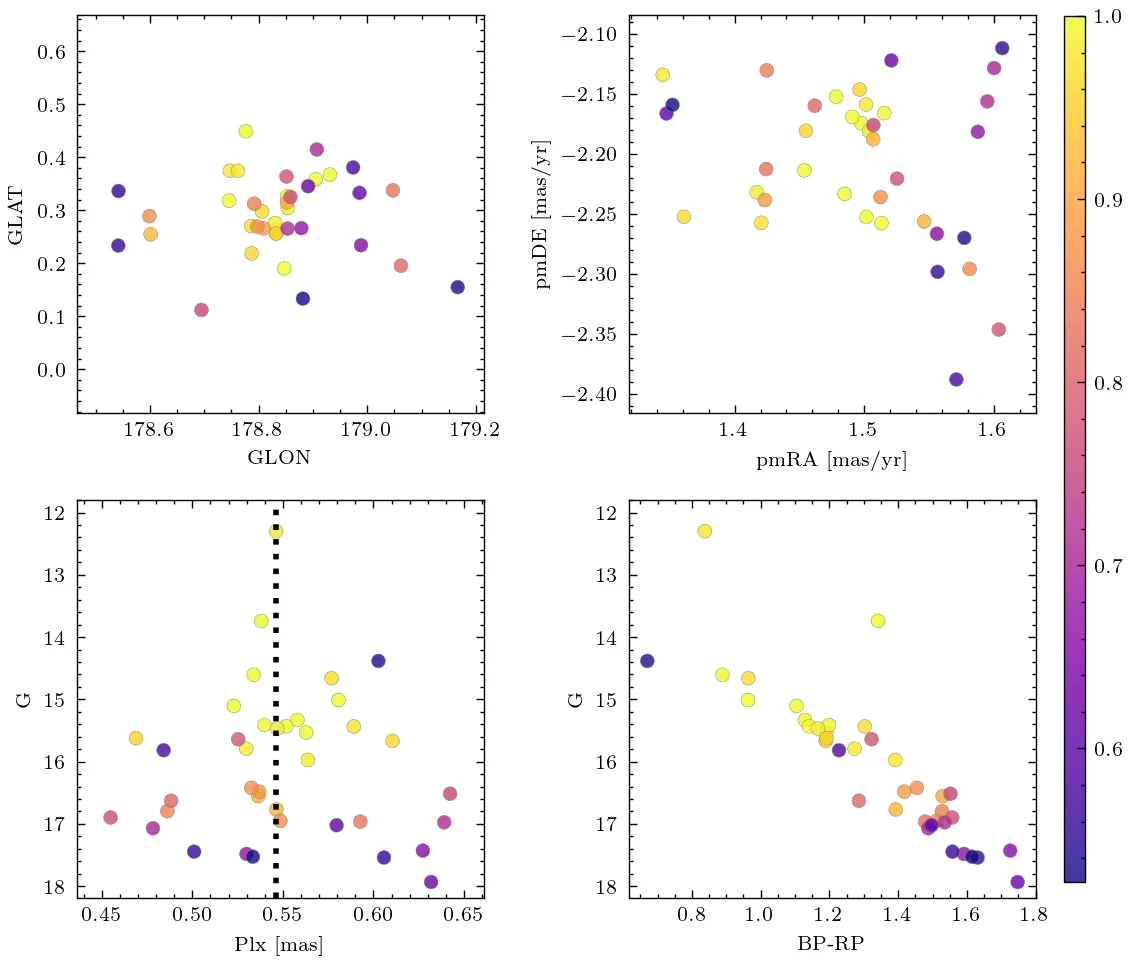 0.6
0.5
0.4
0.3
0.2
0.1
0.0
GLAT
178.6 178.8 179.0 179.2
GLON
−2.10
−2.15
−2.20
−2.25
−2.30
−2.35
−2.40
pmDE [mas/yr]
1.4 1.5 1.6
pmRA [mas/yr]
12
13
14
15
16
17
18
G
0.45 0.50 0.55 0.60 0.65
Plx [mas]
12
13
14
15
16
17
18
G
0.8 1.0 1.2 1.4 1.6 1.8
BP-RP
1.0
0.9
0.8
0.7
0.6